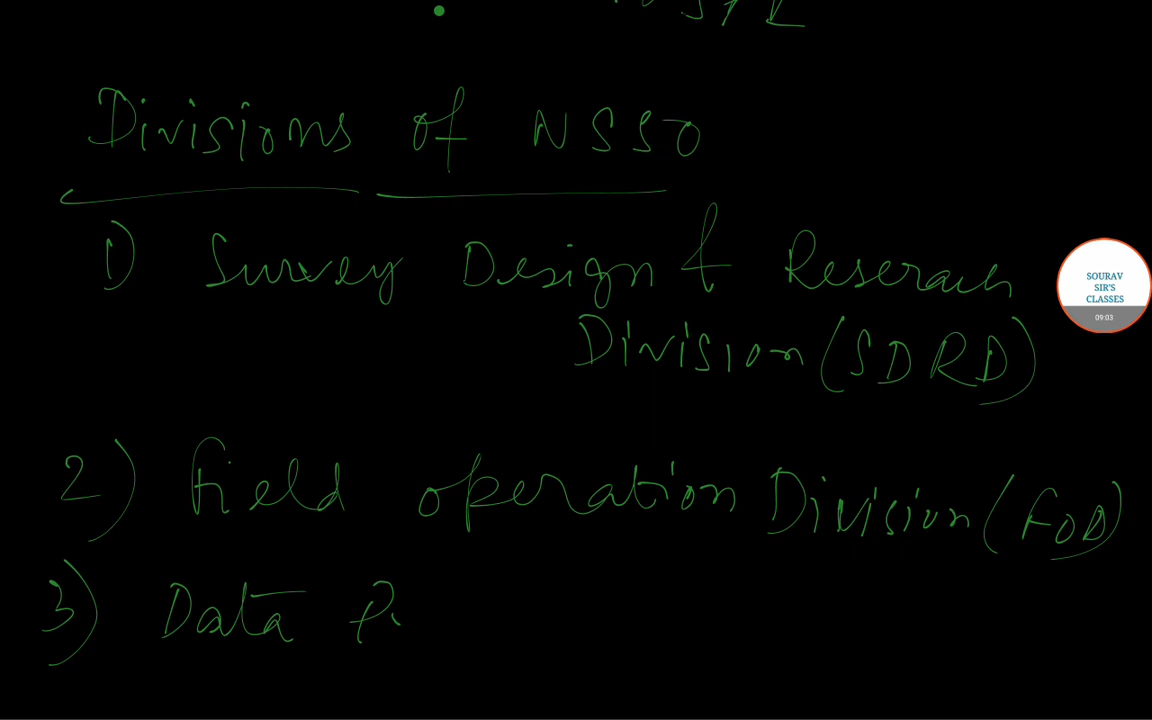 Divisions of NSSO
1) Survey Design & Reserach
Division (SDRD)
2) Field operation Division (FOD)
3) Data P
SOURAV
SIR'S
CLASSES
09:03